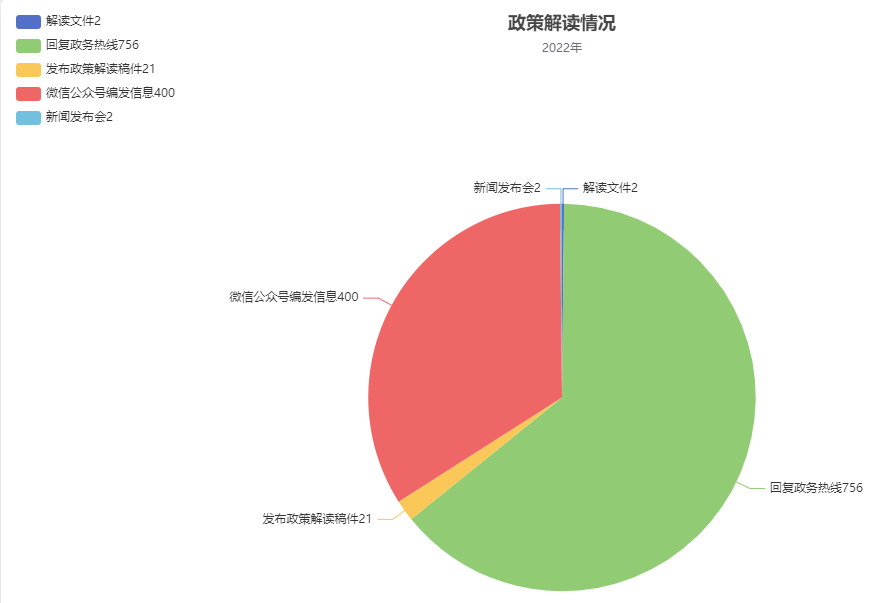 政策解读情况
2022年
解读文件2
回复政务热线756
发布政策解读稿件21
微信公众号编发信息400
新闻发布会2
新闻发布会2
解读文件2
微信公众号编发信息400
回复政务热线756
发布政策解读稿件21